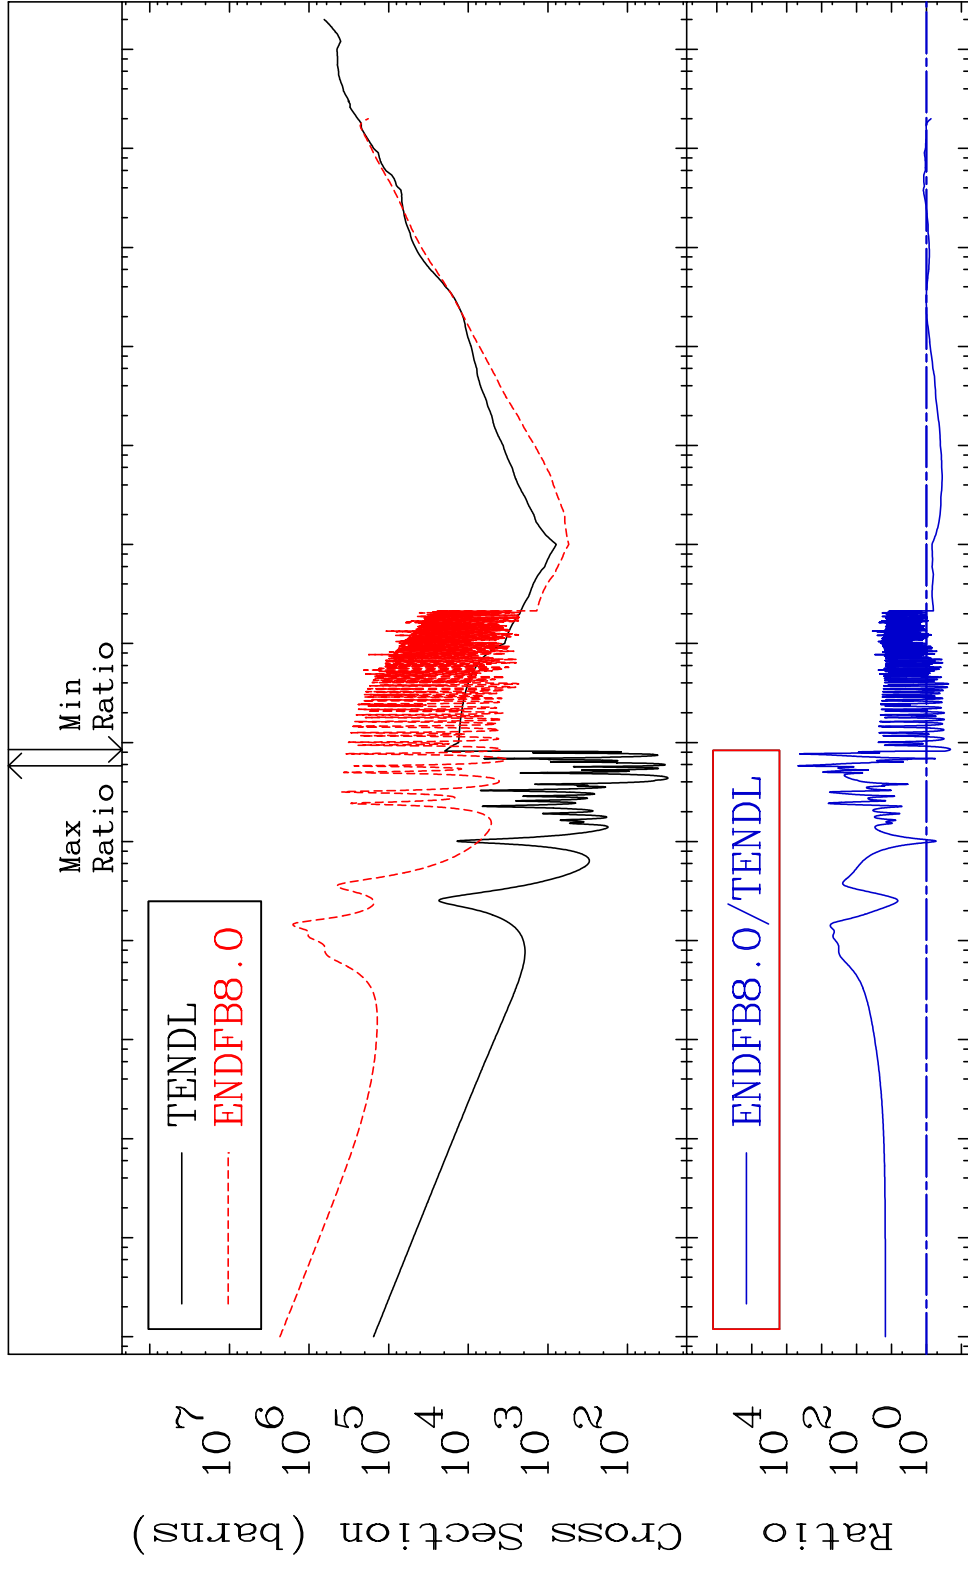 Max
Ratio
Min
Ratio
TENDL
ENDFB8.0
10^7
10^6
10^5
10^4
10^3
10^2
Cross Section (barns)
ENDFB8.0/TENDL
10^4
10^2
10^0
Ratio